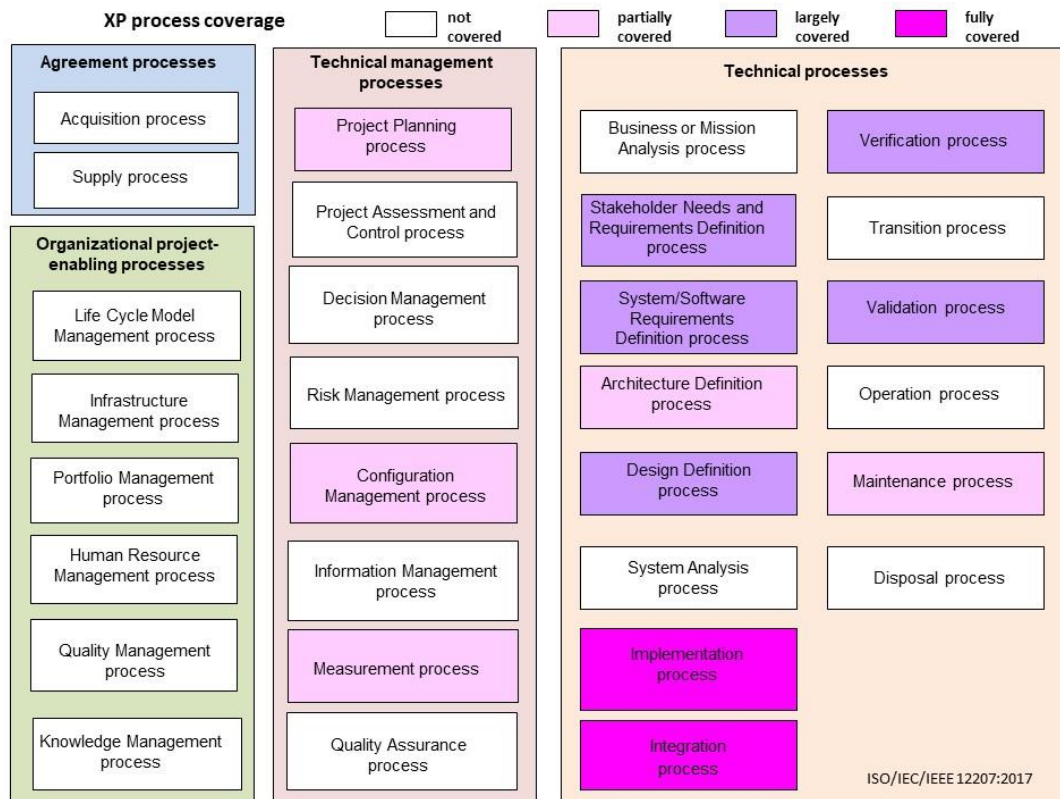 XP process coverage
not
covered
partially
covered
largely
covered
fully
covered
Agreement processes
Acquisition process
Supply process
Organizational project-
enabling processes
Life Cycle Model
Management process
Infrastructure
Management process
Portfolio Management
process
Human Resource
Management process
Quality Management
process
Knowledge Management
process
Technical management
processes
Project Planning
process
Project Assessment and
Control process
Decision Management
process
Risk Management process
Configuration
Management process
Information Management
process
Measurement process
Quality Assurance
process
Technical processes
Business or Mission
Analysis process
Stakeholder Needs and
Requirements Definition
process
System/Software
Requirements
Definition process
Architecture Definition
process
Design Definition
process
System Analysis
process
Implementation
process
Integration
process
Verification process
Transition process
Validation process
Operation process
Maintenance process
Disposal process
ISO/IEC/IEEE 12207:2017